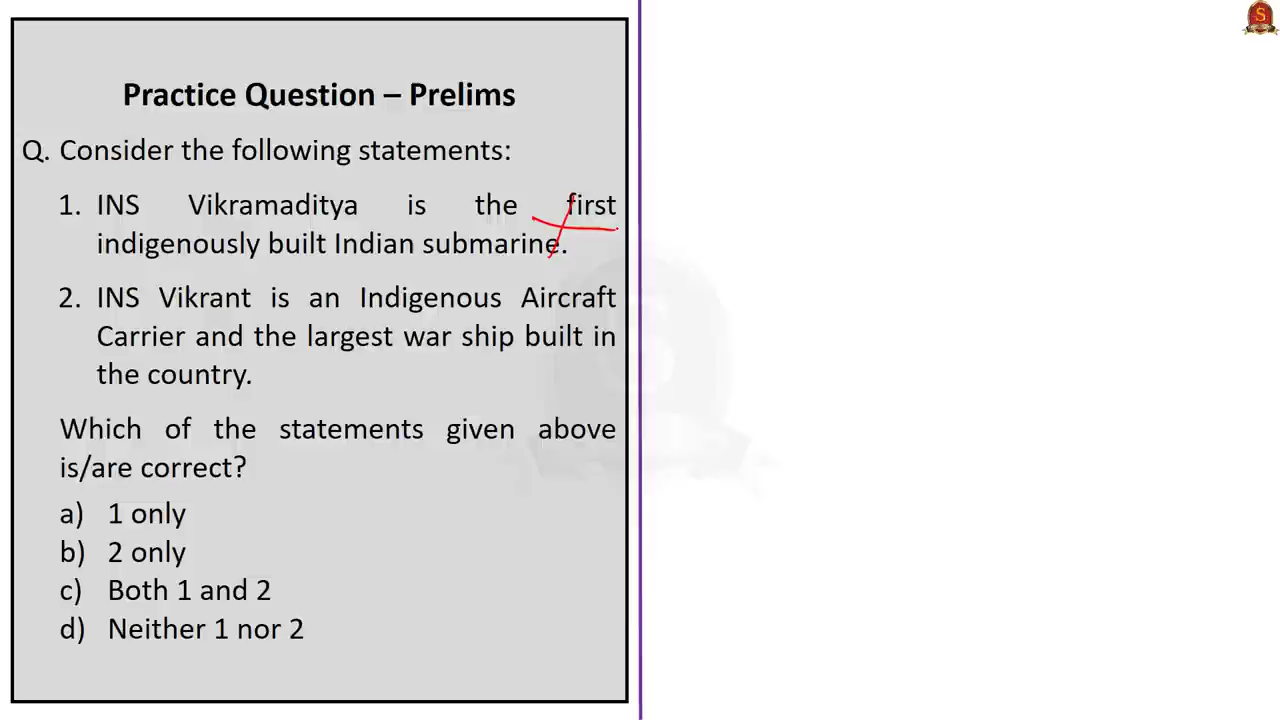 Practice Question – Prelims
Q. Consider the following statements:
1. INS Vikramaditya is the first
indigenously built Indian submarine.
2. INS Vikrant is an Indigenous Aircraft
Carrier and the largest war ship built in
the country.
Which of the statements given above
is/are correct?
a) 1 only
b) 2 only
c) Both 1 and 2
d) Neither 1 nor 2
S